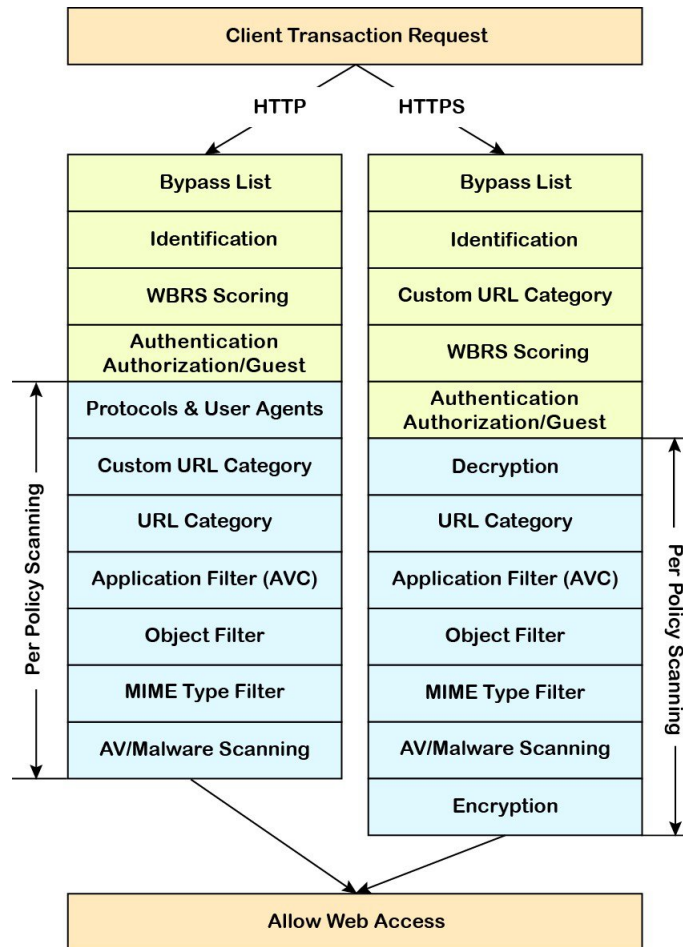 Client Transaction Request
HTTP
HTTPS
Bypass List
Identification
WBRS Scoring
Authentication
Authorization/Guest
Protocols & User Agents
Custom URL Category
URL Category
Application Filter (AVC)
Object Filter
MIME Type Filter
AV/Malware Scanning
Per Policy Scanning
Bypass List
Identification
Custom URL Category
WBRS Scoring
Authentication
Authorization/Guest
Decryption
URL Category
Application Filter (AVC)
Object Filter
MIME Type Filter
AV/Malware Scanning
Encryption
Per Policy Scanning
Allow Web Access